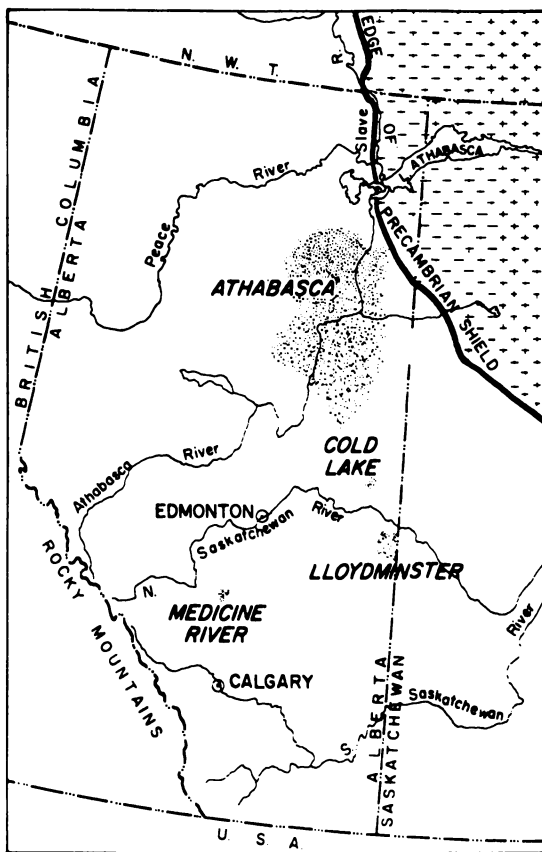 N. W. T.
EDGE
OF
PRECAMBRIAN SHIELD
Slave R.
ATHABASCA
Peace River
BRITISH COLUMBIA
ALBERTA
ATHABASCA
COLD
LAKE
Athabasca River
EDMONTON
N. Saskatchewan River
LLOYDMINSTER
MEDICINE
RIVER
ROCKY MOUNTAINS
CALGARY
S. Saskatchewan River
ALBERTA
SASKATCHEWAN
U. S. A.